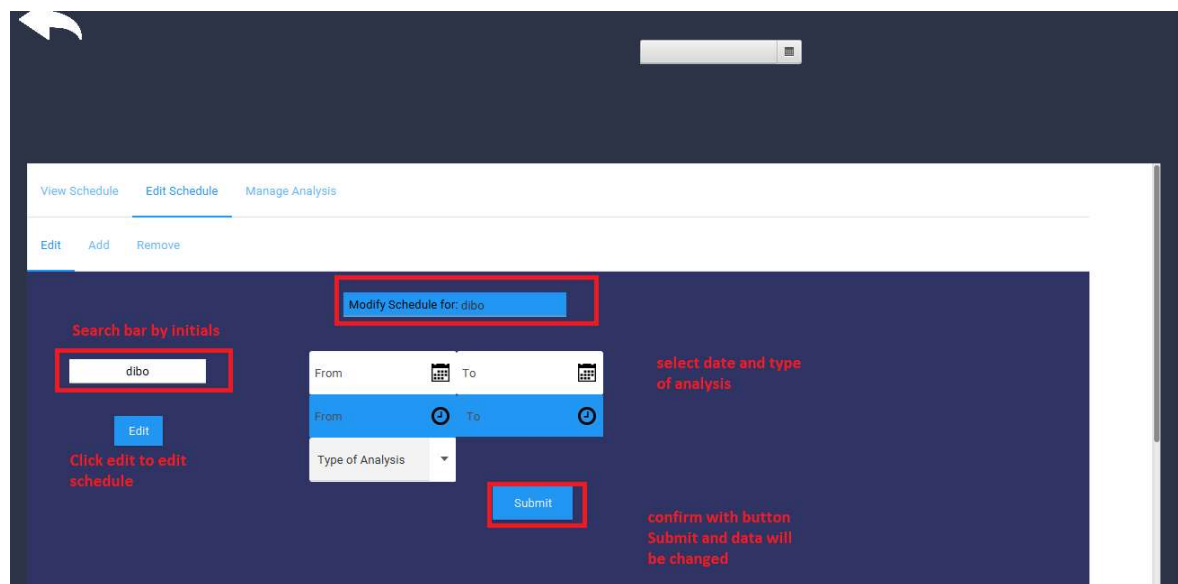 View Schedule Edit Schedule Manage Analysis
Edit Add Remove
Modify Schedule for: dibo
Search bar by initials
dibo
From To
select date and type
of analysis
From To
Edit
Type of Analysis
Click edit to edit
schedule
Submit
confirm with button
Submit and data will
be changed